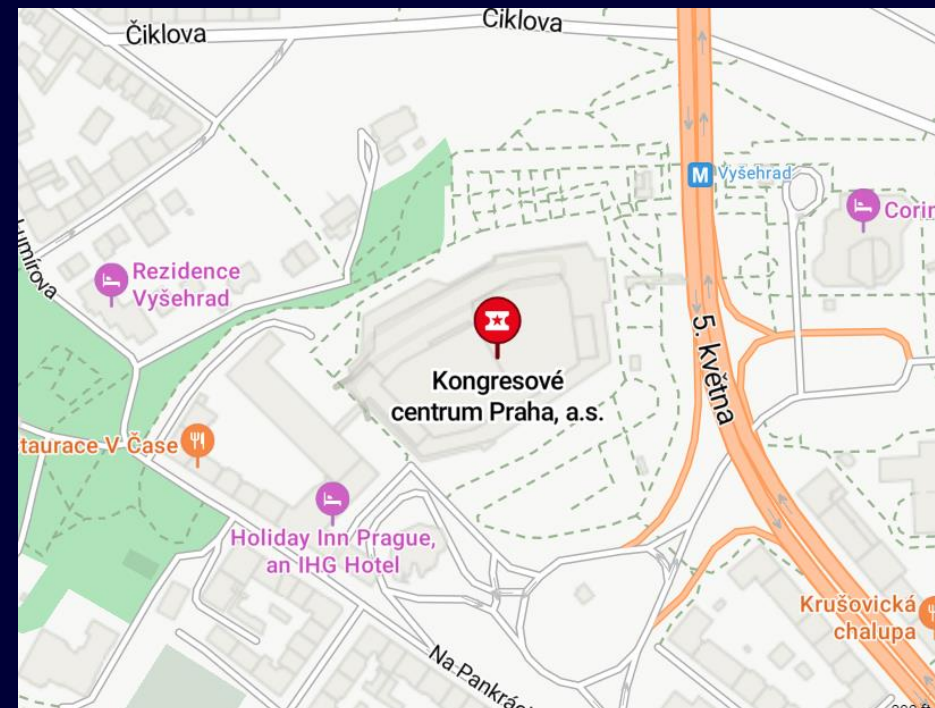 Čiklova
Čiklova
M Vyšehrad
Corin
Rezidence
Vyšehrad
umírova
5. května
Kongresové
centrum Praha, a.s.
taurace V Čase
Holiday Inn Prague,
an IHG Hotel
Krušovická
chalupa
Na Pankrác